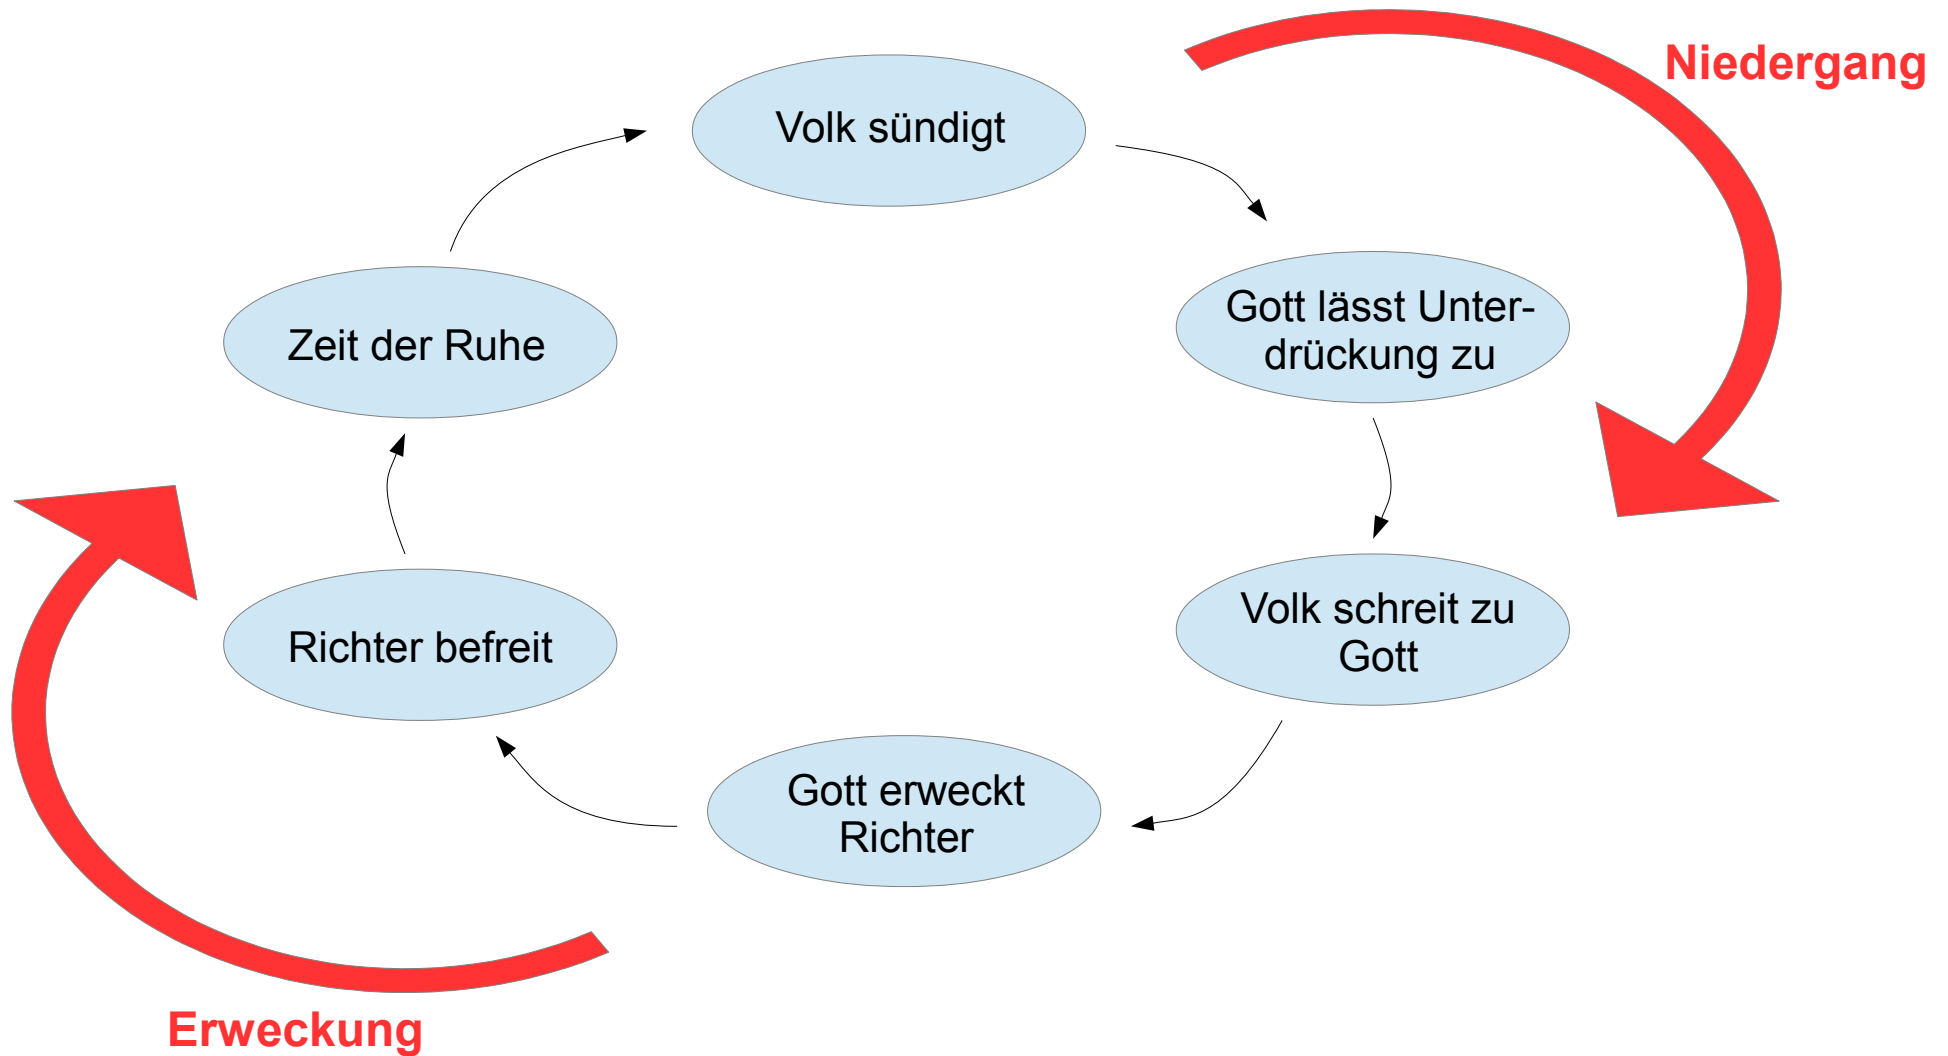 Niedergang
Volk sündigt
Gott lässt Unter-
drückung zu
Volk schreit zu
Gott
Gott erweckt
Richter
Richter befreit
Zeit der Ruhe
Erweckung